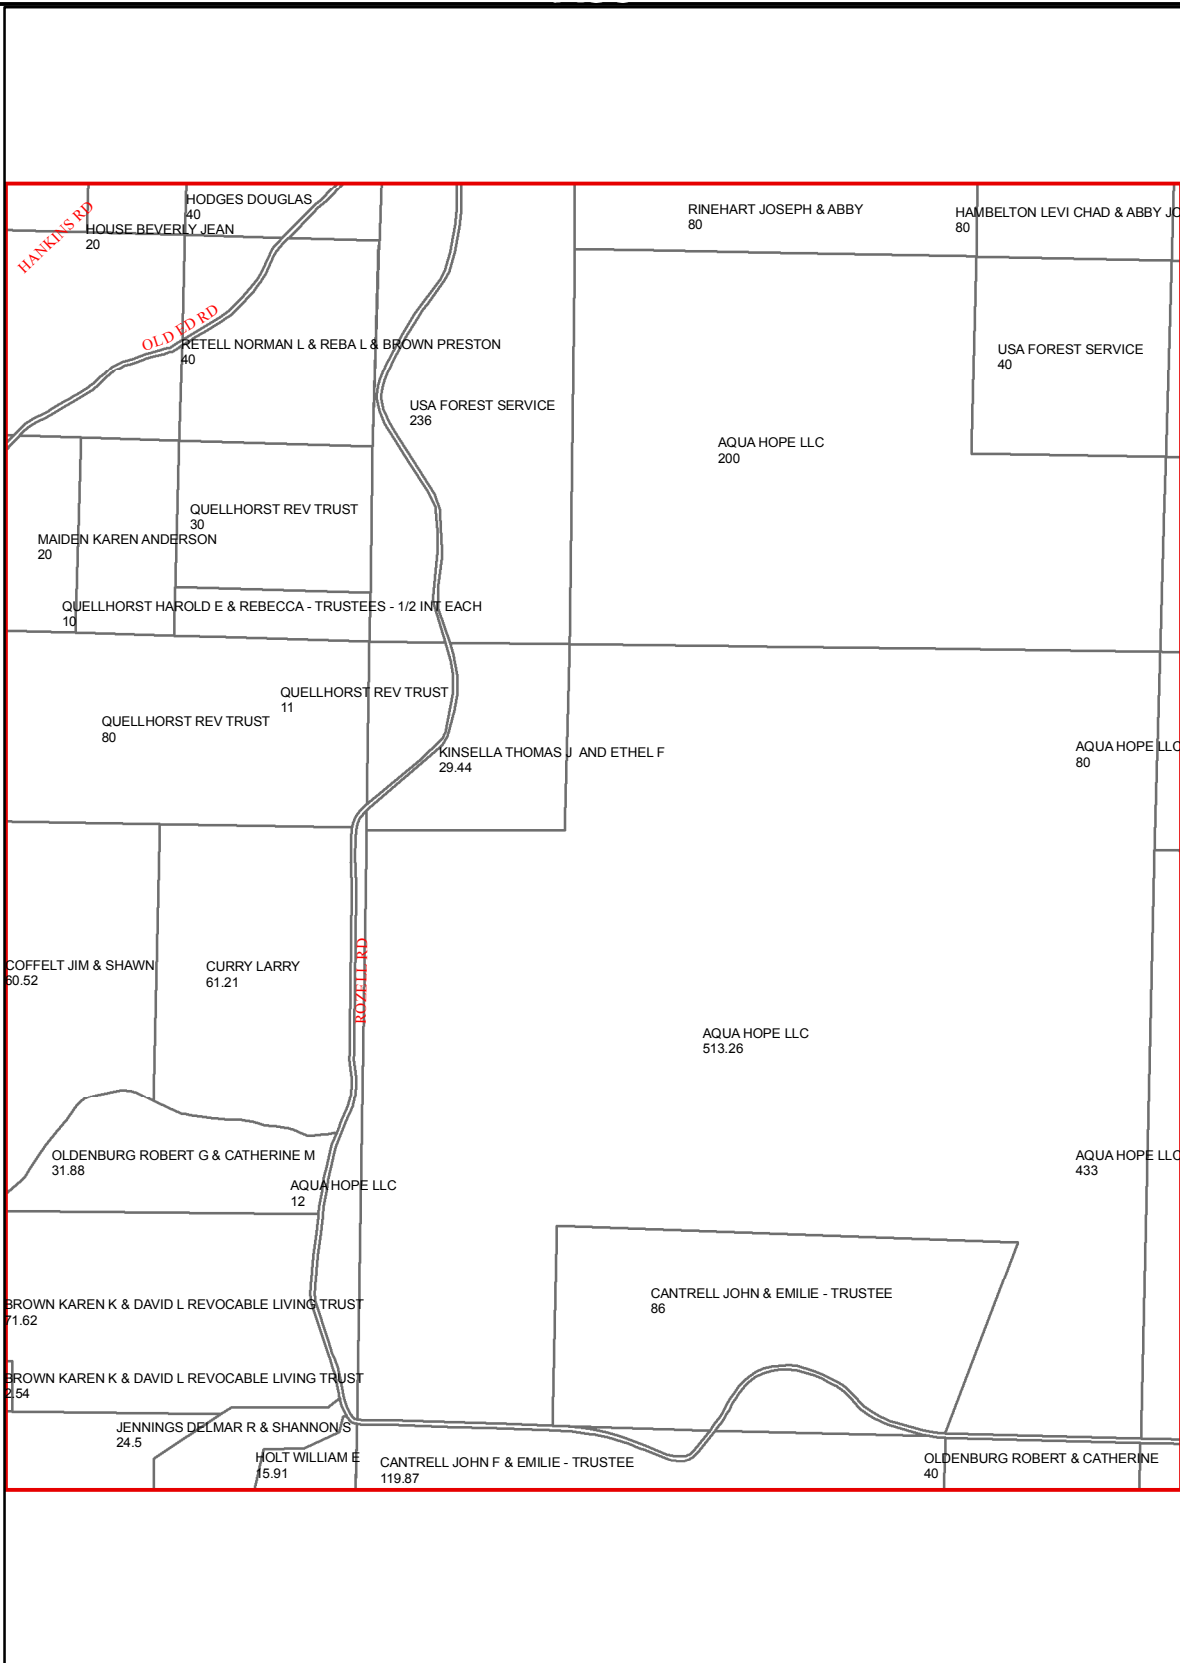 HODGES DOUGLAS
40
HANKINS RD
HOUSE BEVERLY JEAN
20
RINEHART JOSEPH & ABBY
80
HAMBELTON LEVI CHAD & ABBY JO
80
OLD ED RD
RETELL NORMAN L & REBA L & BROWN PRESTON
40
USA FOREST SERVICE
40
USA FOREST SERVICE
236
AQUA HOPE LLC
200
QUELLHORST REV TRUST
30
MAIDEN KAREN ANDERSON
20
QUELLHORST HAROLD E & REBECCA - TRUSTEES - 1/2 INT EACH
10
QUELLHORST REV TRUST
11
QUELLHORST REV TRUST
80
KINSELLA THOMAS J  AND ETHEL F
29.44
AQUA HOPE LLC
80
COFFELT JIM & SHAWN
60.52
CURRY LARRY
61.21
ROZELL RD
AQUA HOPE LLC
513.26
OLDENBURG ROBERT G & CATHERINE M
31.88
AQUA HOPE LLC
12
AQUA HOPE LLC
433
CANTRELL JOHN & EMILIE - TRUSTEE
86
BROWN KAREN K & DAVID L REVOCABLE LIVING TRUST
71.62
BROWN KAREN K & DAVID L REVOCABLE LIVING TRUST
2.54
JENNINGS DELMAR R & SHANNON S
24.5
HOLT WILLIAM E
15.91
CANTRELL JOHN F & EMILIE - TRUSTEE
119.87
OLDENBURG ROBERT & CATHERINE
40